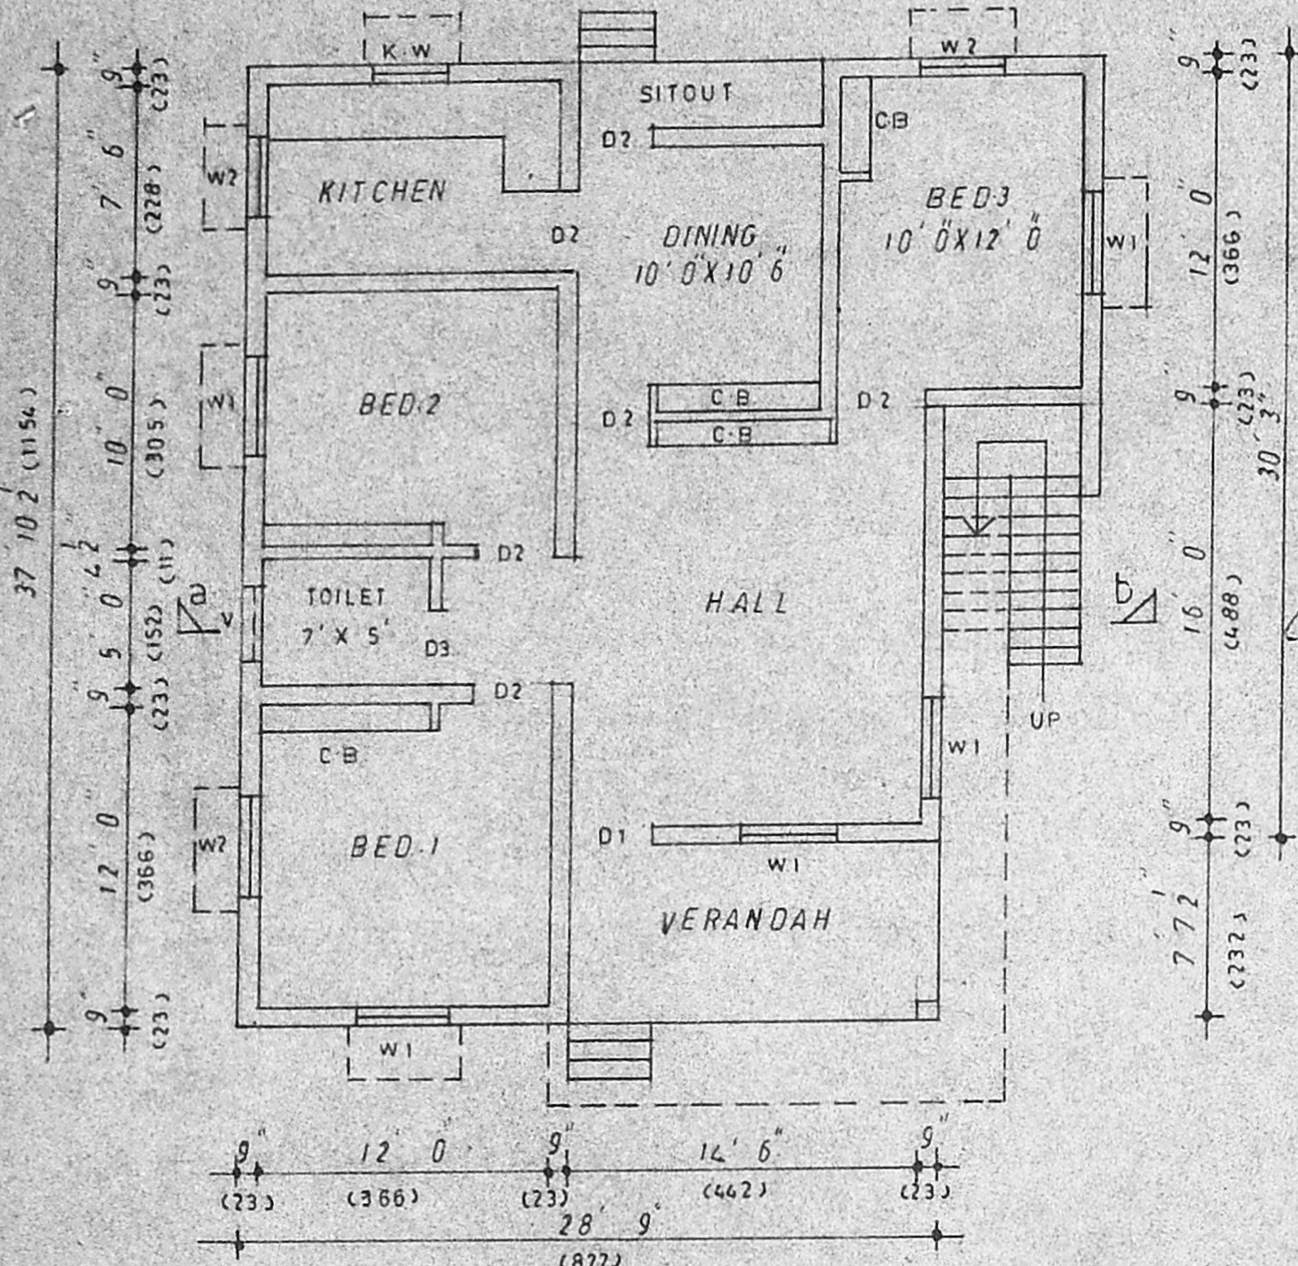 K·W
W2
SITOUT
D2
CB
W2
KITCHEN
D2
DINING
10' 0"X10' 6"
BED·3
10' 0"X12' 0"
W1
W1
BED·2
D2
C·B
C·B
D2
D2
TOILET
7' X 5'
D3
a
V
HALL
b
D2
C·B
UP
W1
W2
BED·1
D1
W1
VERANDAH
W1
9" 7' 6" 9" 10' 0" 4½" 5' 0" 9" 12' 0" 9"
(23) (228) (23) (305) (11) (152) (23) (366) (23)
37' 10½" (1154)
9" 12' 0" 9" 16' 0" 9" 7' 7½"
(23) (366) (23) (488) (23) (232)
30' 3"
9" 12' 0" 9" 14' 6" 9"
(23) (366) (23) (442) (23)
28' 9"
(877)